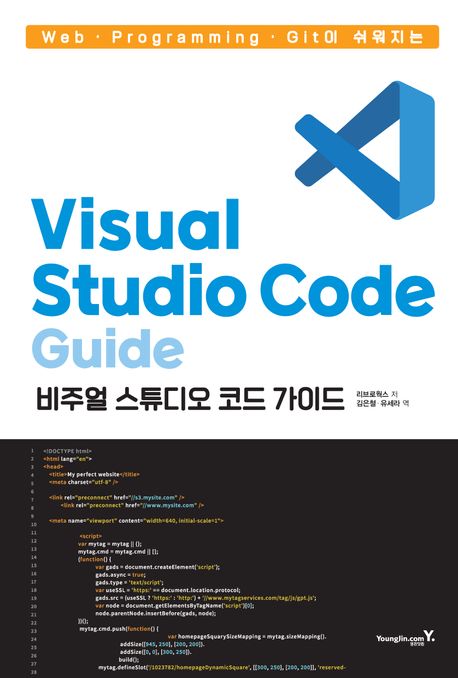 Web · Programming · Git이 쉬워지는
Visual
Studio Code
Guide
비주얼 스튜디오 코드 가이드
리브로웍스 저
김은철 · 유세라 역
1 <!DOCTYPE html>
2 <html lang="en">
3 <head>
4 <title>My perfect website</title>
5 <meta charset="utf-8" />
6
7 <link rel="preconnect" href="//s3.mysite.com" />
8 <link rel="preconnect" href="//www.mysite.com" />
9
10 <meta name="viewport" content="width=640, initial-scale=1">
11
12 <script>
13 var mytag = mytag || {};
14 mytag.cmd = mytag.cmd || [];
15 (function() {
16 var gads = document.createElement('script');
17 gads.async = true;
18 gads.type = 'text/script';
19 var useSSL = 'https:' == document.location.protocol;
20 gads.src = (useSSL ? 'https:' : 'http:') + '//www.mytagservices.com/tag/js/gpt.js';
21 var node = document.getElementsByTagName('script')[0];
22 node.parentNode.insertBefore(gads, node);
23 })();
24 mytag.cmd.push(function() {
25 var homepageSquarySizeMapping = mytag.sizeMapping().
26 addSize([945, 250], [200, 200]).
27 addSize([0, 0], [300, 250]).
28 build();
mytag.defineSlot('/1023782/homepageDynamicSquare', [[300, 250], [200, 200]], 'reserved-
YoungJin.com Y.
영진닷컴